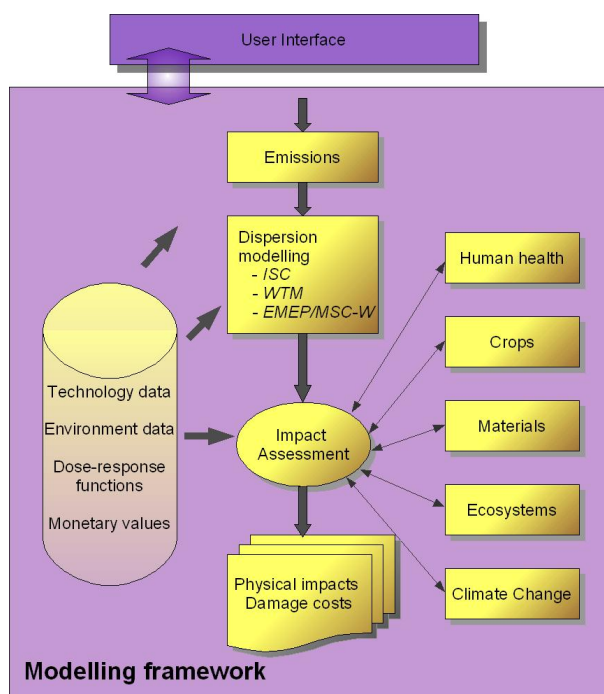 User Interface
Emissions
Dispersion
modelling
- ISC
- WTM
- EMEP/MSC-W
Technology data
Environment data
Dose-response
functions
Monetary values
Impact
Assessment
Human health
Crops
Materials
Ecosystems
Climate Change
Physical impacts
Damage costs
Modelling framework